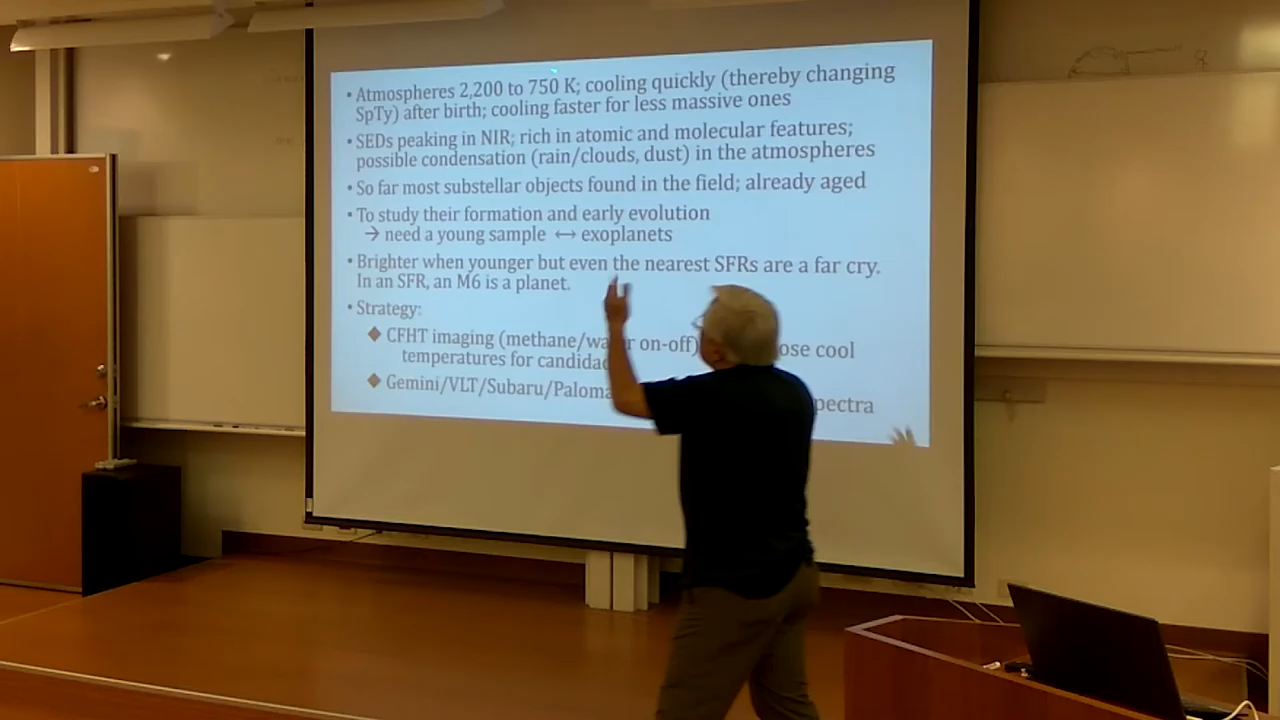 • Atmospheres 2,200 to 750 K; cooling quickly (thereby changing
SpTy) after birth; cooling faster for less massive ones
• SEDs peaking in NIR; rich in atomic and molecular features;
possible condensation (rain/clouds, dust) in the atmospheres
• So far most substellar objects found in the field; already aged
• To study their formation and early evolution
→ need a young sample ↔ exoplanets
• Brighter when younger but even the nearest SFRs are a far cry.
In an SFR, an M6 is a planet.
• Strategy:
◆ CFHT imaging (methane/wa r on-off) ose cool
temperatures for candida
◆ Gemini/VLT/Subaru/Paloma pectra